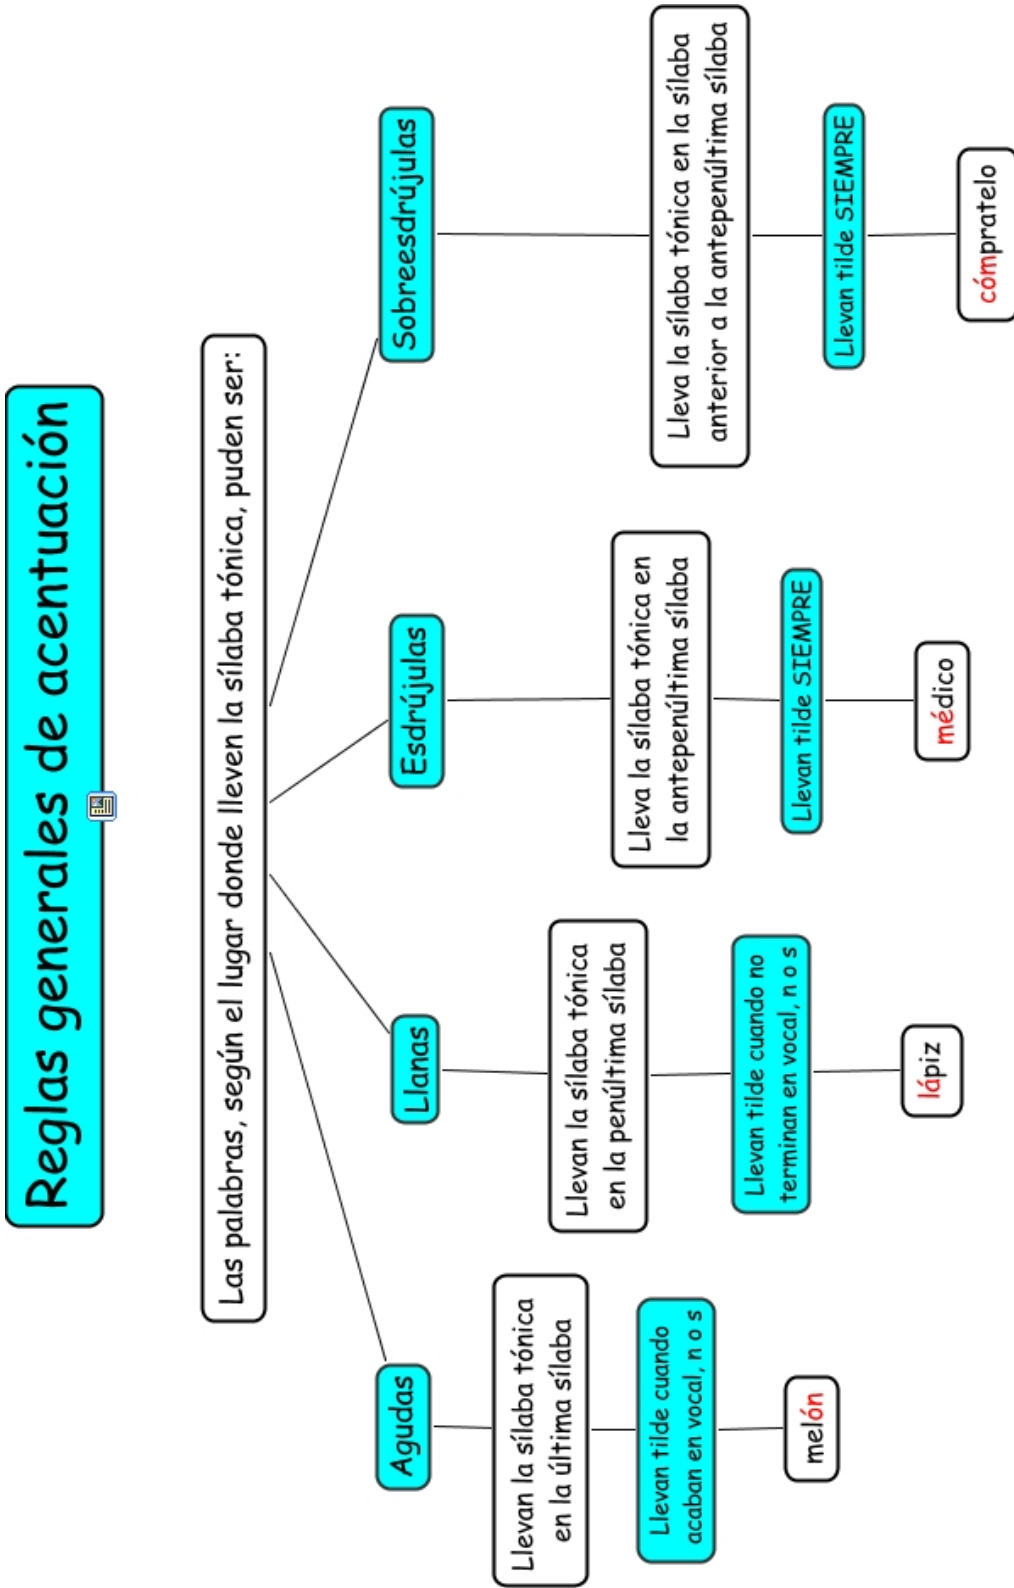 Reglas generales de acentuación
Las palabras, según el lugar donde lleven la sílaba tónica, puden ser:
Agudas
Llevan la sílaba tónica
en la última sílaba
Llevan tilde cuando
acaban en vocal, n o s
melón
Llanas
Llevan la sílaba tónica
en la penúltima sílaba
Llevan tilde cuando no
terminan en vocal, n o s
lápiz
Esdrújulas
Lleva la sílaba tónica en
la antepenúltima sílaba
Llevan tilde SIEMPRE
médico
Sobreesdrújulas
Lleva la sílaba tónica en la sílaba
anterior a la antepenúltima sílaba
Llevan tilde SIEMPRE
cómpratelo